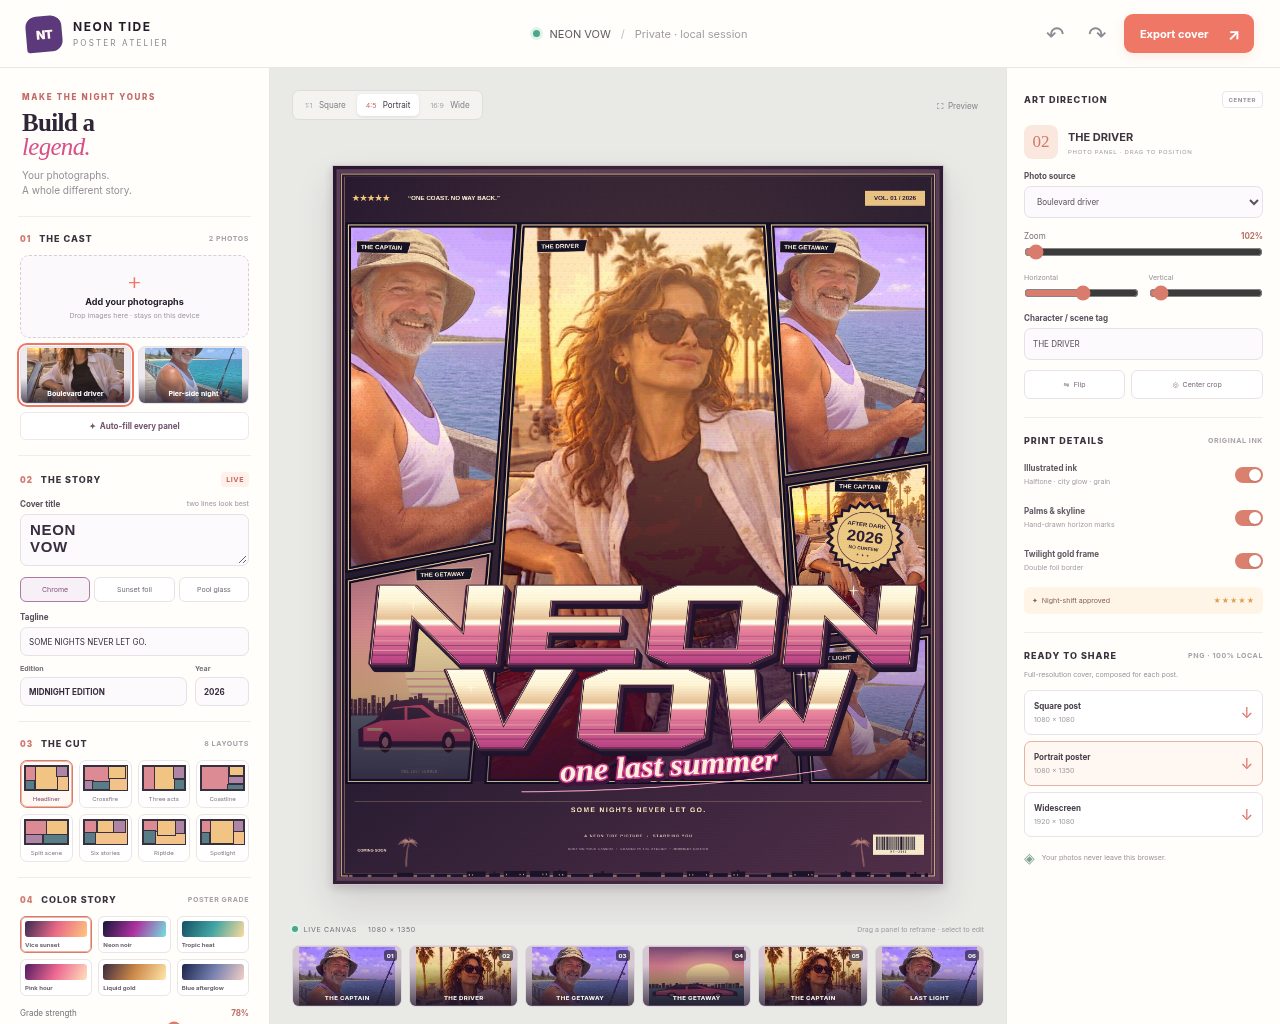 NT
NEON TIDE
POSTER ATELIER
NEON VOW / Private · local session
Export cover
MAKE THE NIGHT YOURS
Build a
legend.
Your photographs.
A whole different story.
01 THE CAST 2 PHOTOS
Add your photographs
Drop images here · stays on this device
Boulevard driver
Pier-side night
Auto-fill every panel
02 THE STORY LIVE
Cover title two lines look best
NEON
VOW
Chrome
Sunset foil
Pool glass
Tagline
SOME NIGHTS NEVER LET GO.
Edition Year
MIDNIGHT EDITION 2026
03 THE CUT 8 LAYOUTS
Headliner Crossfire Three acts Coastline
Split scene Six stories Riptide Spotlight
04 COLOR STORY POSTER GRADE
Vice sunset Neon noir Tropic heat
Pink hour Liquid gold Blue afterglow
Grade strength 78%
1:1 Square 4:5 Portrait 16:9 Wide
Preview
★★★★★ "ONE COAST. NO WAY BACK." VOL. 01 / 2026
THE CAPTAIN
THE DRIVER
THE GETAWAY
THE CAPTAIN
AFTER DARK
2026
NO CURFEW
THE GETAWAY
NEON
VOW
LIGHT
one last summer
SOME NIGHTS NEVER LET GO.
A NEON TIDE PICTURE • STARRING YOU
COMING SOON
LIVE CANVAS 1080 × 1350
Drag a panel to reframe · select to edit
01 THE CAPTAIN
02 THE DRIVER
03 THE GETAWAY
04 THE GETAWAY
05 THE CAPTAIN
06 LAST LIGHT
ART DIRECTION CENTER
02 THE DRIVER
PHOTO PANEL · DRAG TO POSITION
Photo source
Boulevard driver
Zoom 102%
Horizontal Vertical
Character / scene tag
THE DRIVER
Flip
Center crop
PRINT DETAILS ORIGINAL INK
Illustrated ink
Halftone · city glow · grain
Palms & skyline
Hand-drawn horizon marks
Twilight gold frame
Double foil border
Night-shift approved ★★★★★
READY TO SHARE PNG · 100% LOCAL
Full-resolution cover, composed for each post.
Square post
1080 × 1080
Portrait poster
1080 × 1350
Widescreen
1920 × 1080
Your photos never leave this browser.